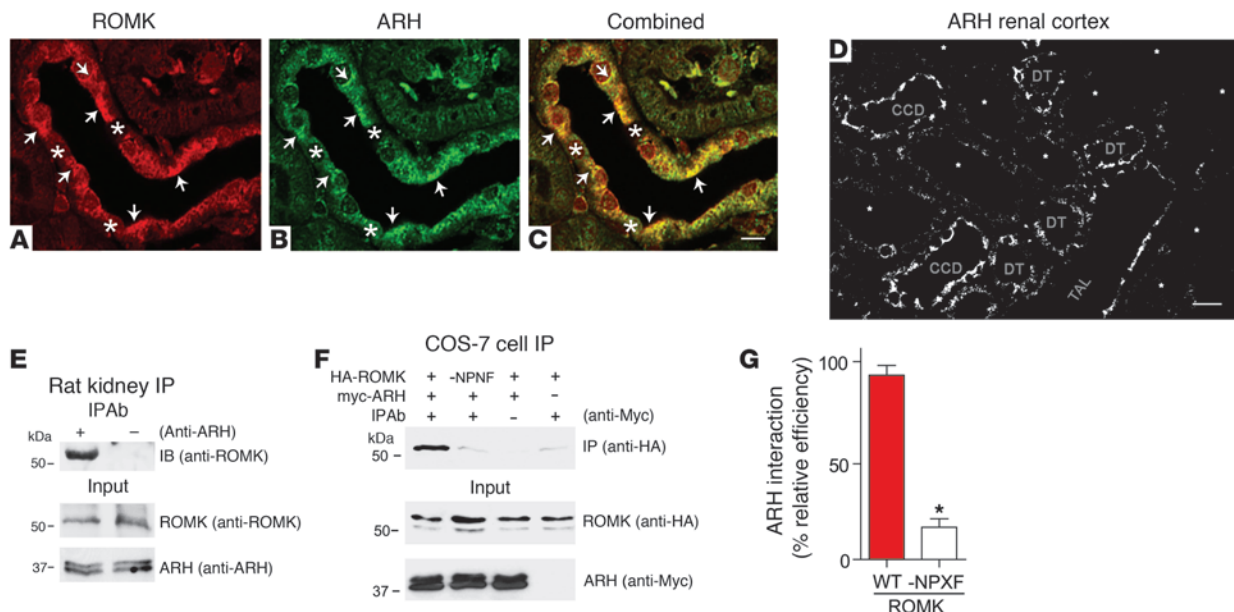 ROMK
ARH
Combined
ARH renal cortex
A
B
C
D
CCD
DT
DT
DT
CCD
DT
TAL
E
Rat kidney IP
IPAb
+ − (Anti-ARH)
kDa
50 IB (anti-ROMK)
Input
50 ROMK (anti-ROMK)
37 ARH (anti-ARH)
F
COS-7 cell IP
HA-ROMK + -NPNF + +
myc-ARH + + + −
IPAb + + − + (anti-Myc)
kDa
50 IP (anti-HA)
Input
50 ROMK (anti-HA)
37 ARH (anti-Myc)
G
ARH interaction
(% relative efficiency)
100
50
0
*
WT -NPXF
ROMK